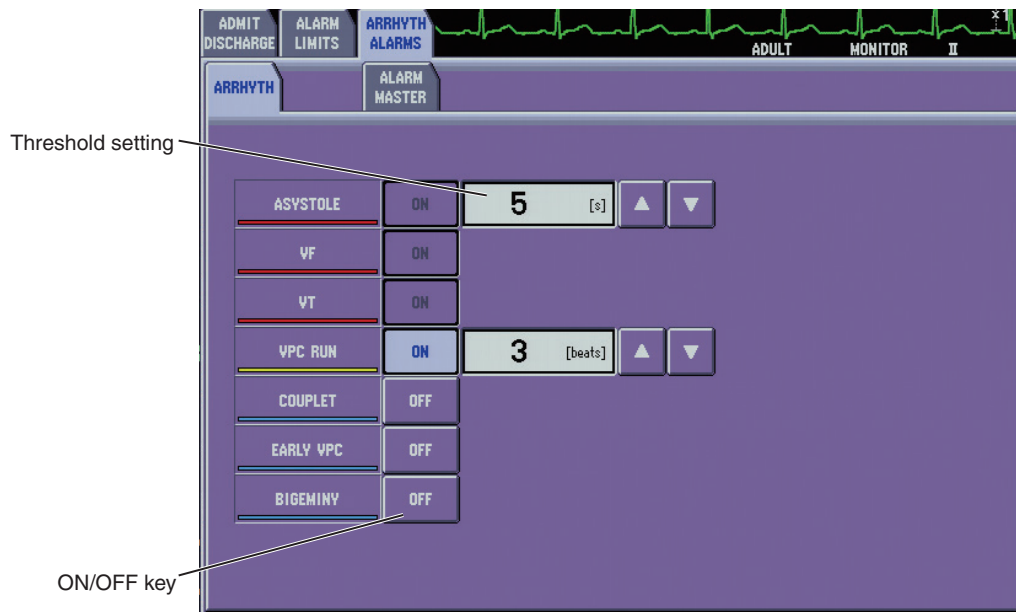 ADMIT DISCHARGE
ALARM LIMITS
ARRHYTH ALARMS
x1
ADULT MONITOR II
ARRHYTH
ALARM MASTER
Threshold setting
ASYSTOLE ON 5 [s] ▲ ▼
VF ON
VT ON
VPC RUN ON 3 [beats] ▲ ▼
COUPLET OFF
EARLY VPC OFF
BIGEMINY OFF
ON/OFF key